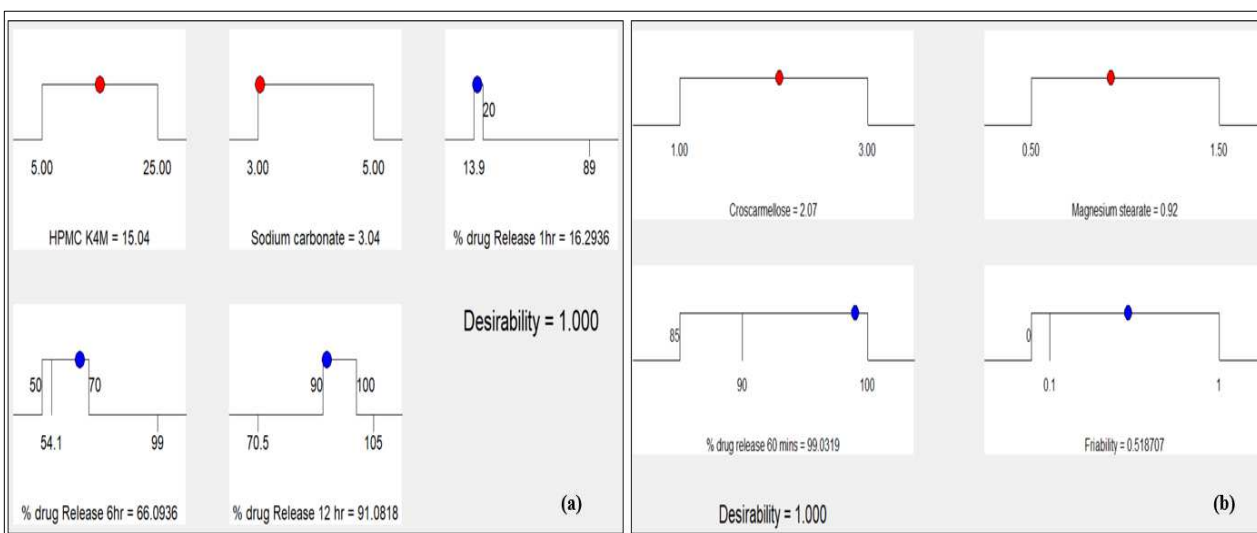 5.00 25.00
HPMC K4M = 15.04
3.00 5.00
Sodium carbonate = 3.04
20
13.9 89
% drug Release 1hr = 16.2936
50 70
54.1 99
% drug Release 6hr = 66.0936
90 100
70.5 105
% drug Release 12 hr = 91.0818
Desirability = 1.000
(a)
1.00 3.00
Croscarmellose = 2.07
0.50 1.50
Magnesium stearate = 0.92
85
90 100
% drug release 60 mins = 99.0319
0
0.1 1
Friability = 0.518707
Desirability = 1.000
(b)